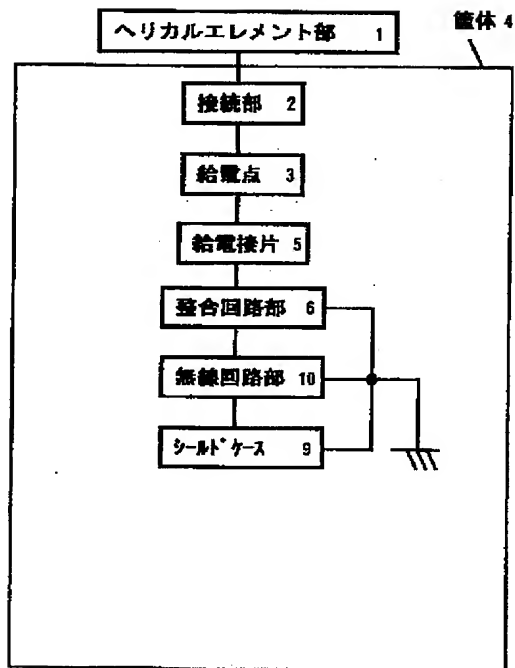 ヘリカルエレメント部 1
筐体 4
接続部 2
給電点 3
給電接片 5
整合回路部 6
無線回路部 10
シールドケース 9